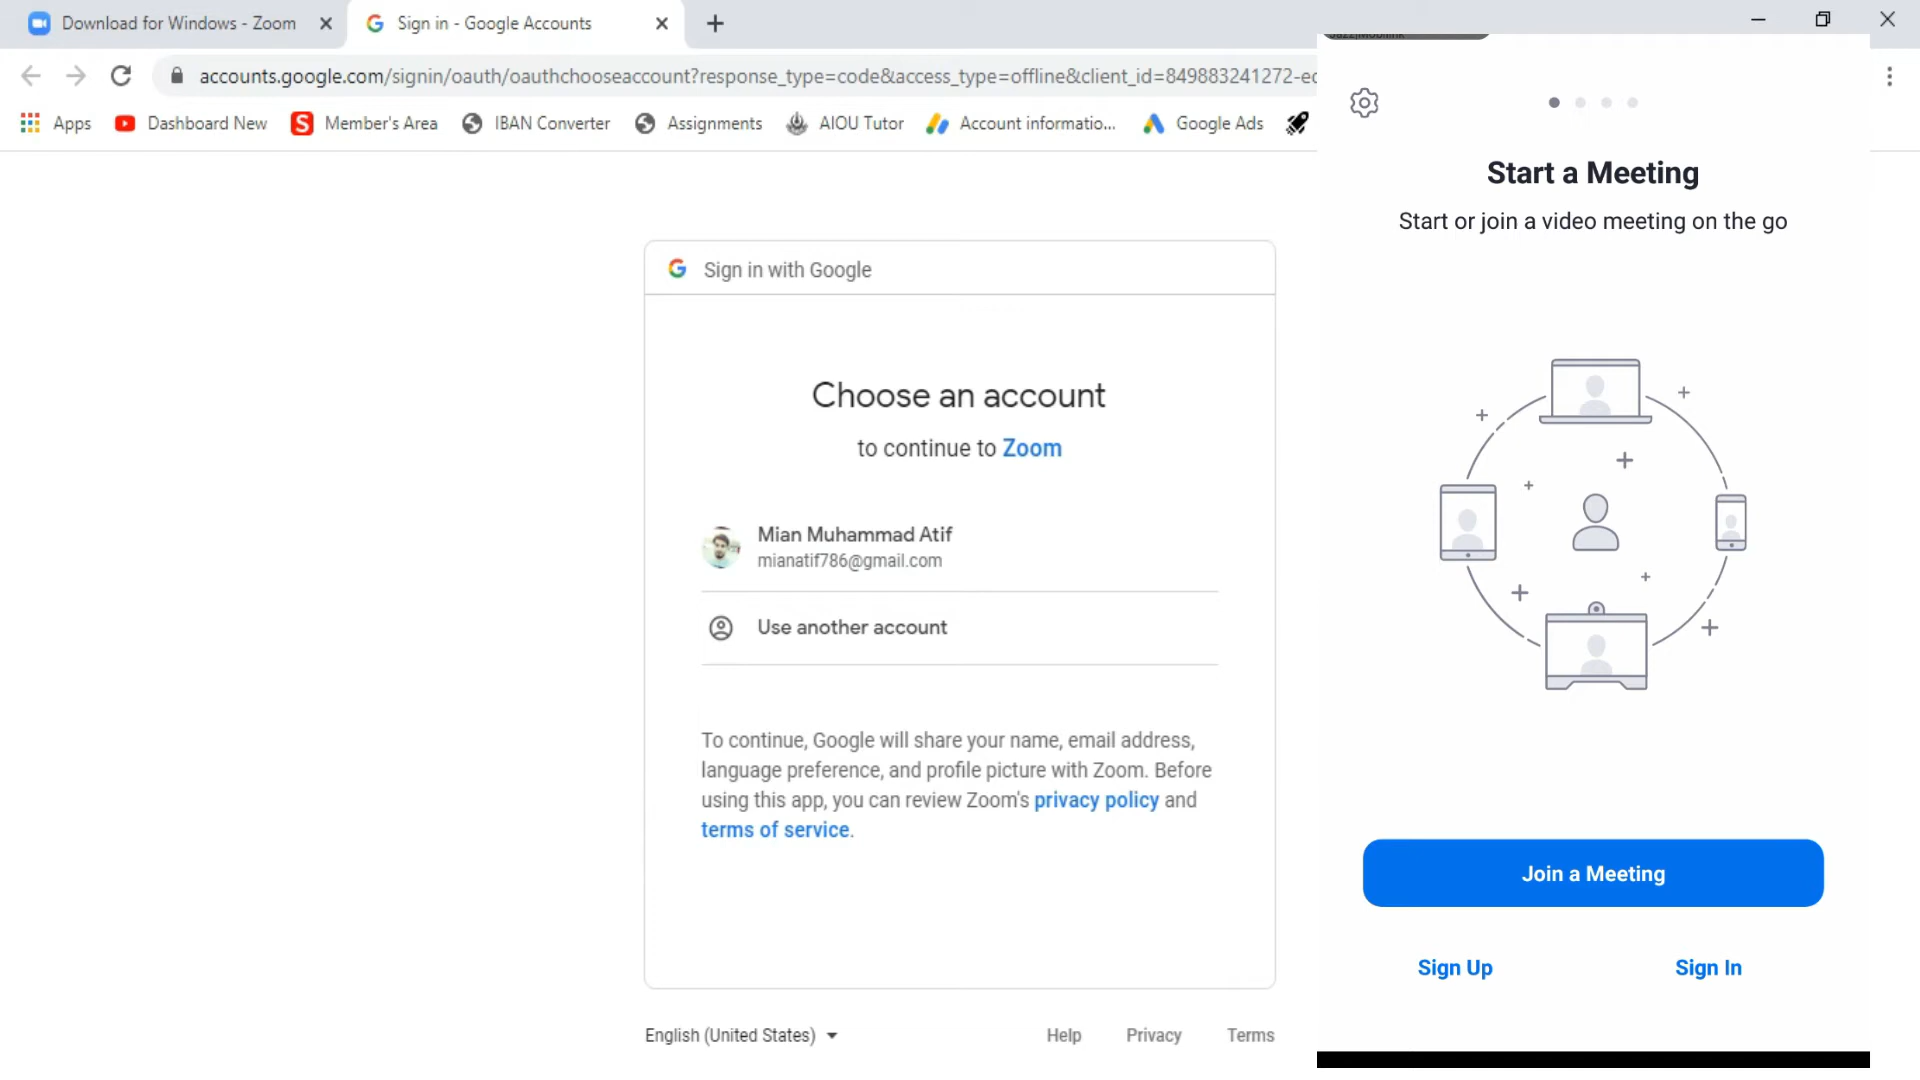 Download for Windows - Zoom
Sign in - Google Accounts
accounts.google.com/signin/oauth/oauthchooseaccount?response_type=code&access_type=offline&client_id=849883241272-ec
Apps
Dashboard New
Member's Area
IBAN Converter
Assignments
AIOU Tutor
Account informatio...
Google Ads
Sign in with Google
Choose an account
to continue to Zoom
Mian Muhammad Atif
mianatif786@gmail.com
Use another account
To continue, Google will share your name, email address,
language preference, and profile picture with Zoom. Before
using this app, you can review Zoom's privacy policy and
terms of service.
English (United States)
Help
Privacy
Terms
Start a Meeting
Start or join a video meeting on the go
Join a Meeting
Sign Up
Sign In